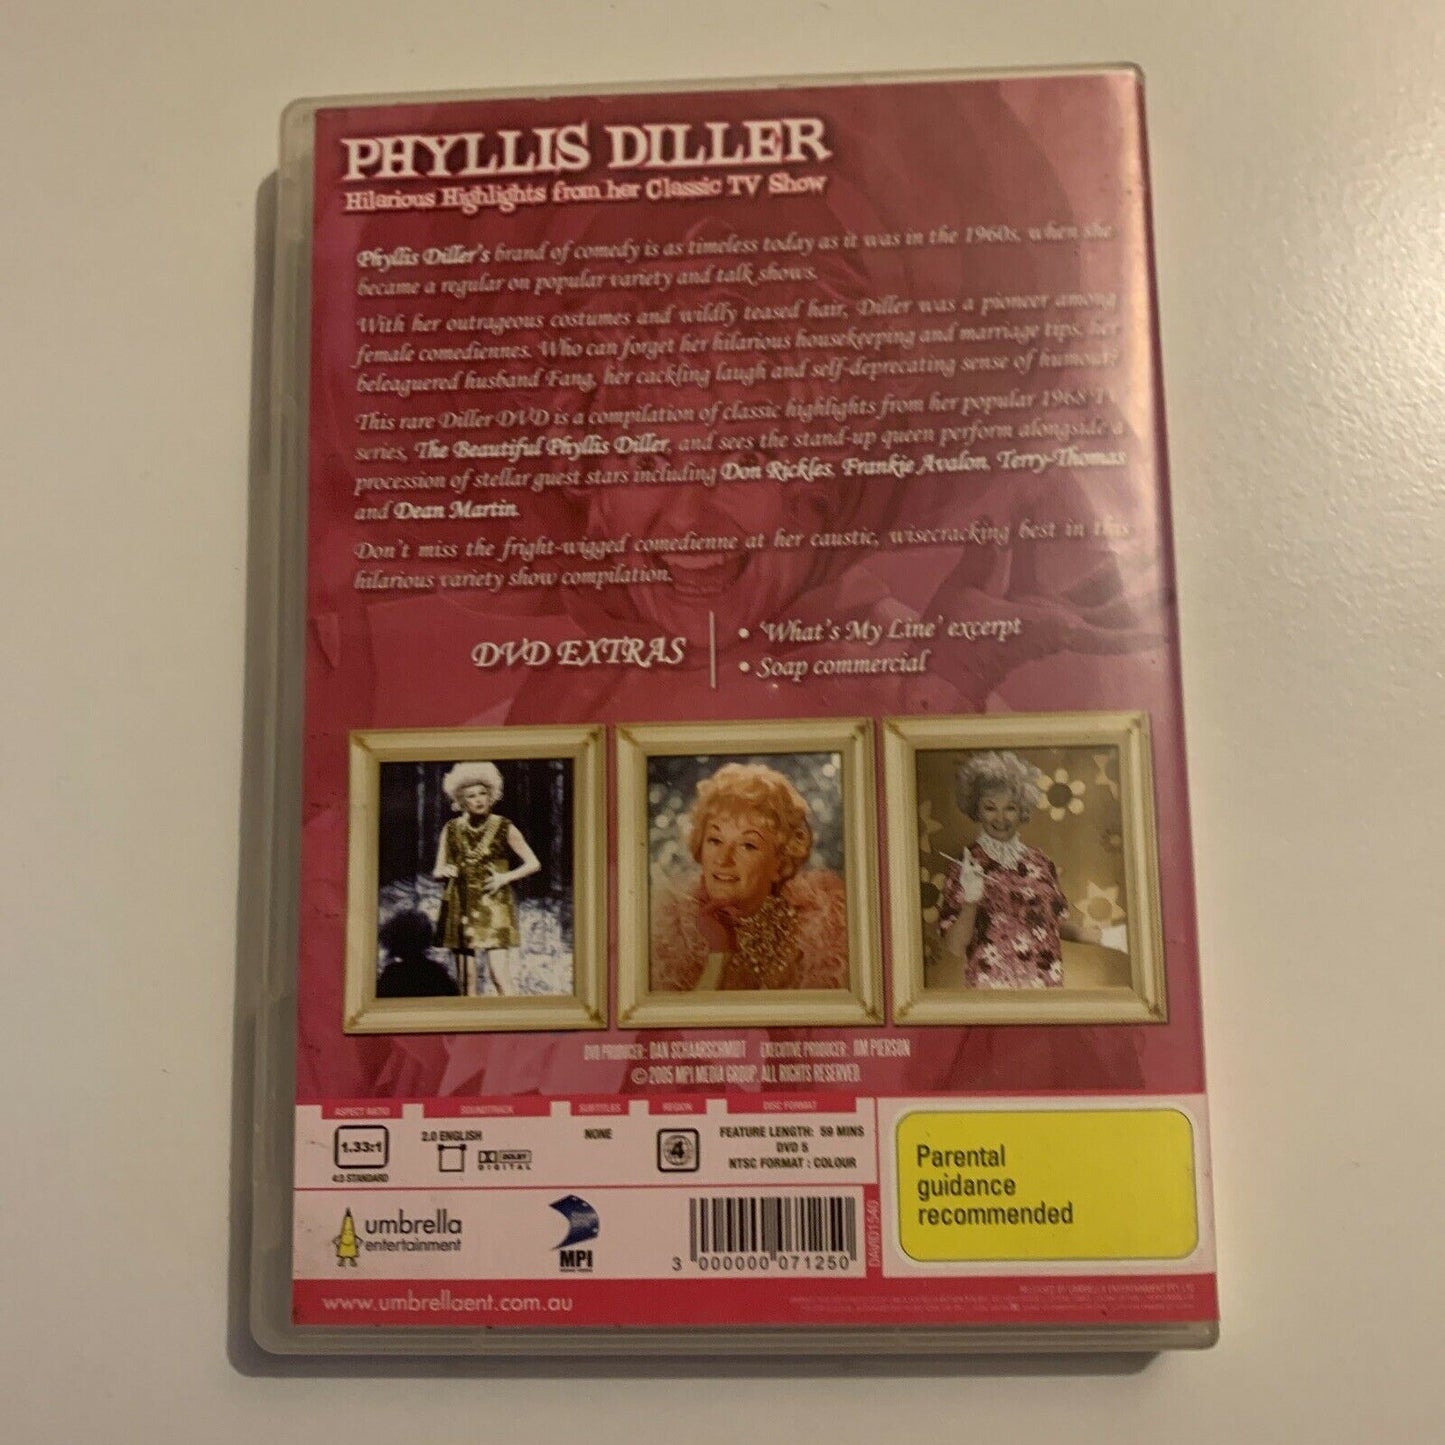 PHYLLIS DILLER
Hilarious Highlights from her Classic TV Show
Phyllis Diller's brand of comedy is as timeless today as it was in the 1960s, when she
became a regular on popular variety and talk shows.
With her outrageous costumes and wildly teased hair, Diller was a pioneer among
female comediennes. Who can forget her hilarious housekeeping and marriage tips, her
beleaguered husband Fang, her cackling laugh and self-deprecating sense of humour?
This rare Diller DVD is a compilation of classic highlights from her popular 1968 TV
series, The Beautiful Phyllis Diller, and sees the stand-up queen perform alongside a
procession of stellar guest stars including Don Rickles, Frankie Avalon, Terry-Thomas
and Dean Martin.
Don't miss the fright-wigged comedienne at her caustic, wisecracking best in this
hilarious variety show compilation.
DVD EXTRAS
• 'What's My Line' excerpt
• Soap commercial
DVD PRODUCER: DAN SCHAARSCHMIDT EXECUTIVE PRODUCER: JIM PIERSON
© 2005 MPI MEDIA GROUP. ALL RIGHTS RESERVED.
ASPECT RATIO SOUNDTRACK SUBTITLES REGION DISC FORMAT
1.33:1
4:3 STANDARD
2.0 ENGLISH
DOLBY
DIGITAL
NONE
4
FEATURE LENGTH: 59 MINS
DVD 5
NTSC FORMAT : COLOUR
Parental
guidance
recommended
umbrella
entertainment
MPI
3 000000 071250
DAVID1540
www.umbrellaent.com.au
RELEASED BY UMBRELLA ENTERTAINMENT PTY LTD